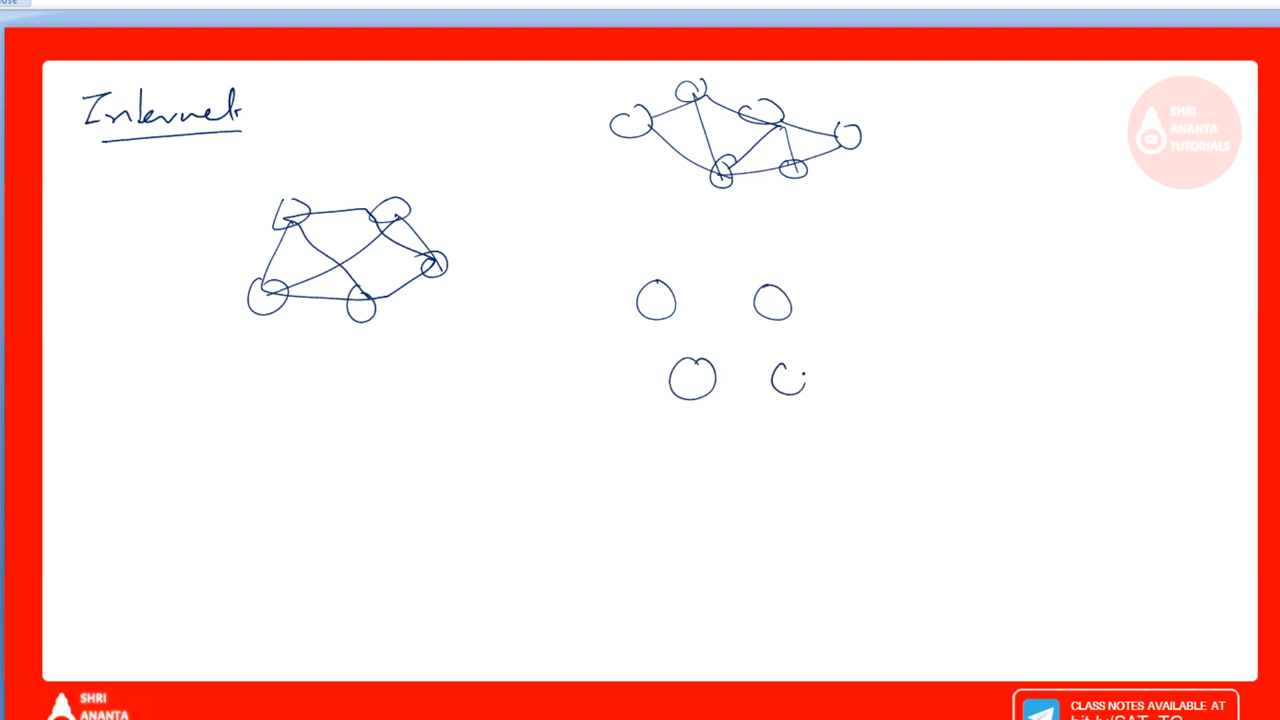 Internet
SHRI
ANANTA
TUTORIALS
SHRI
ANANTA
CLASS NOTES AVAILABLE AT